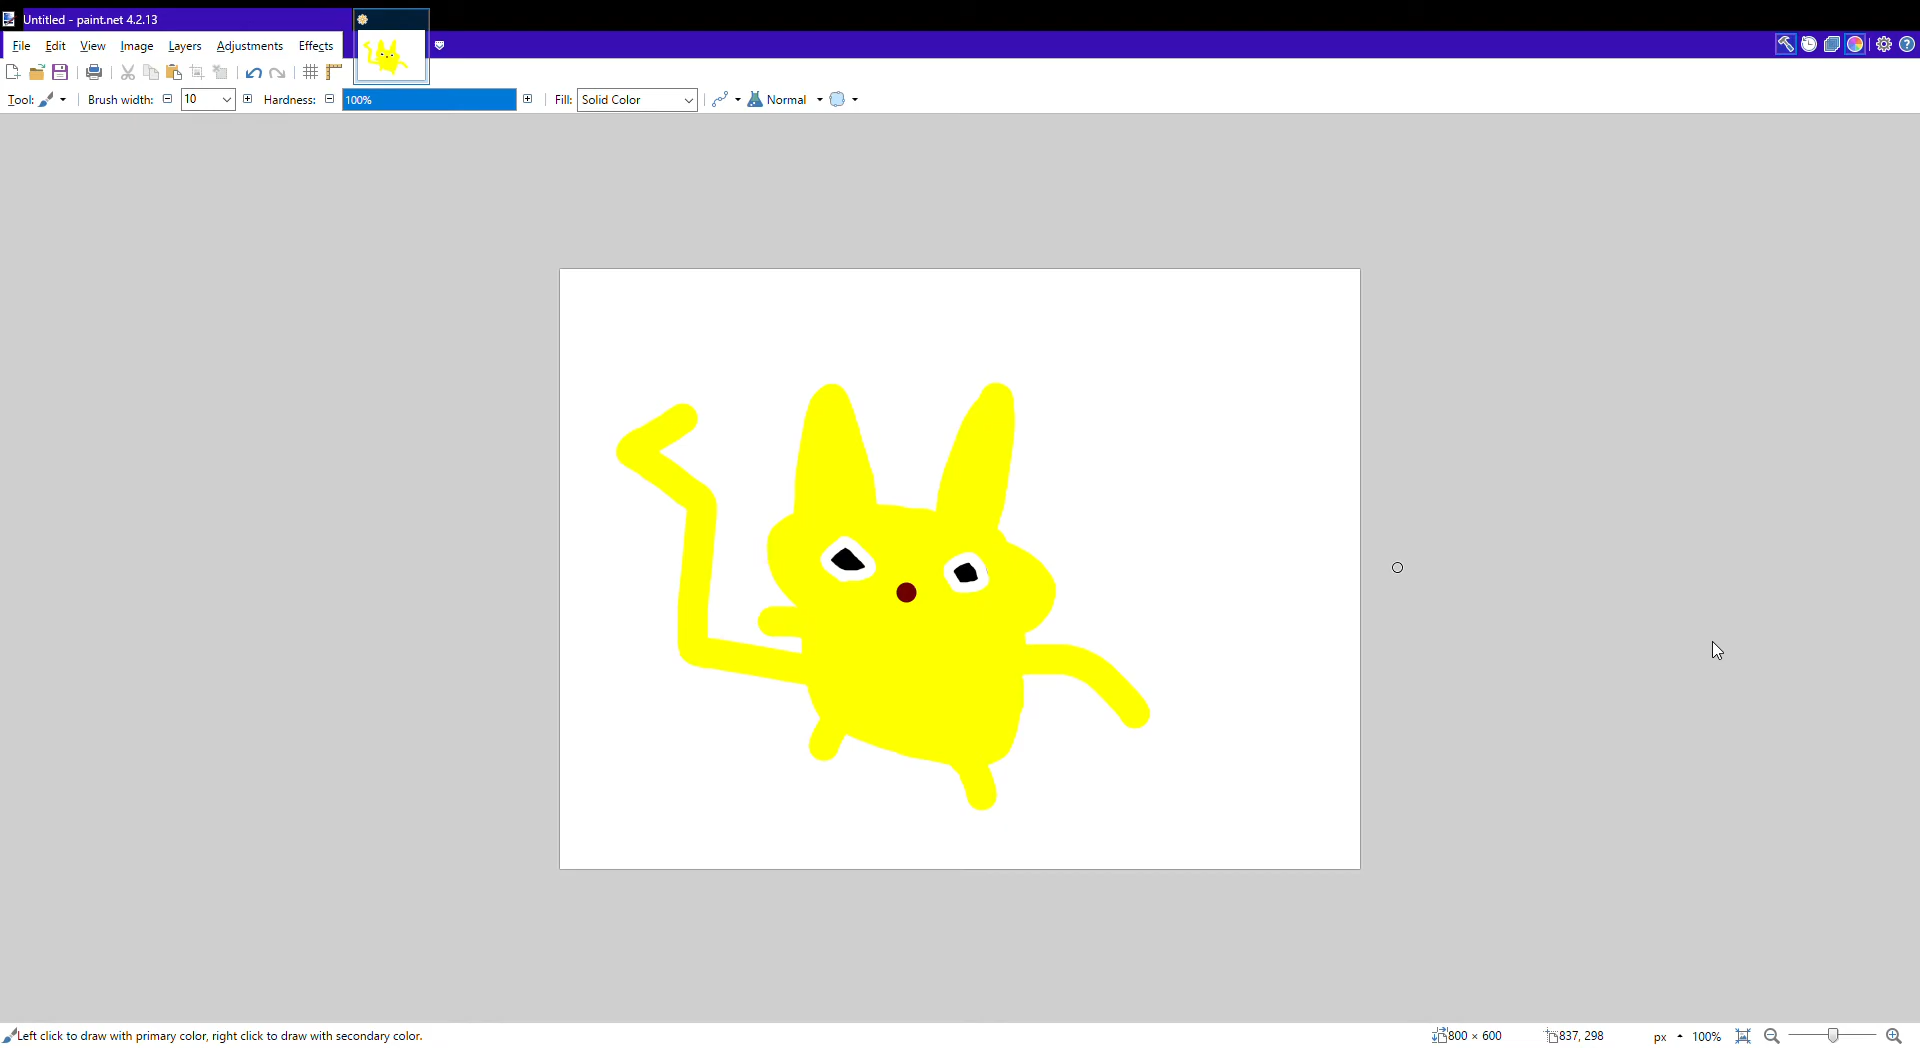 Untitled - paint.net 4.2.13
File Edit View Image Layers Adjustments Effects
Tool: Brush width: 10 Hardness: 100% Fill: Solid Color Normal
Left click to draw with primary color, right click to draw with secondary color. 800 × 600 837, 298 px 100%